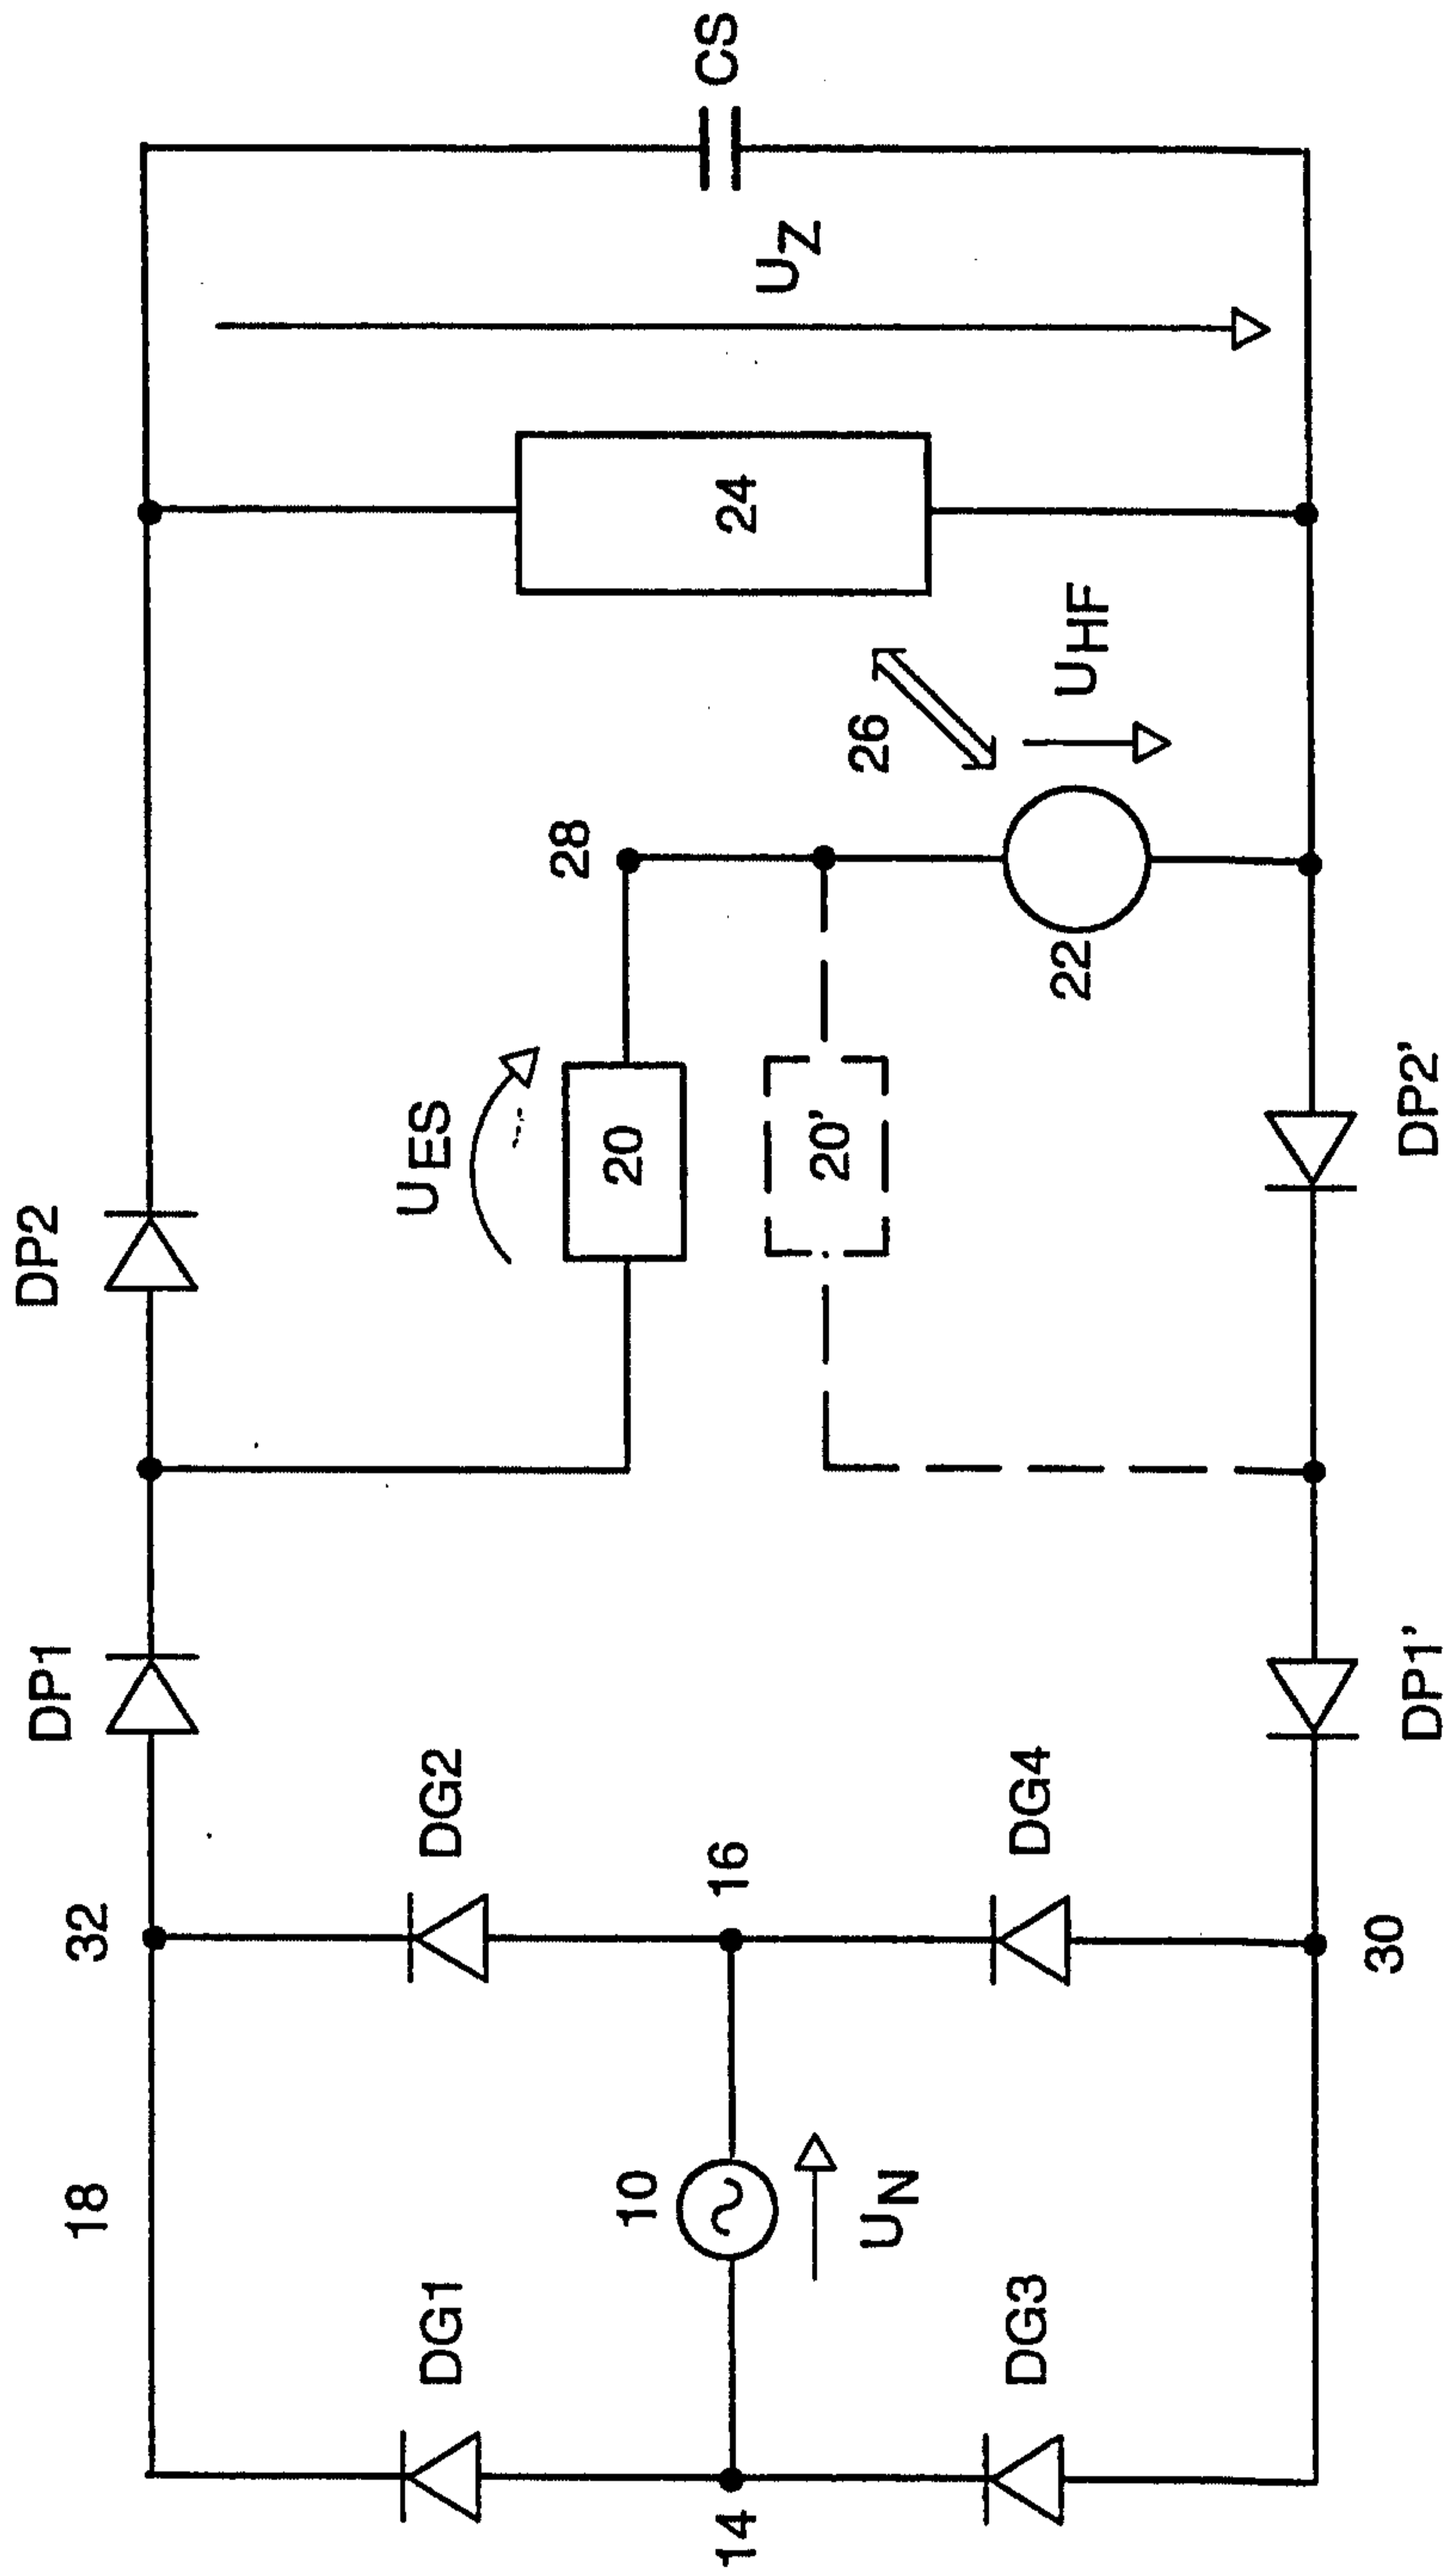 DP1
DP2
32
18
DG1
DG2
14
10
U_N
16
DG3
DG4
30
DP1'
DP2'
U_ES
20
20'
28
22
26
U_HF
24
U_Z
CS